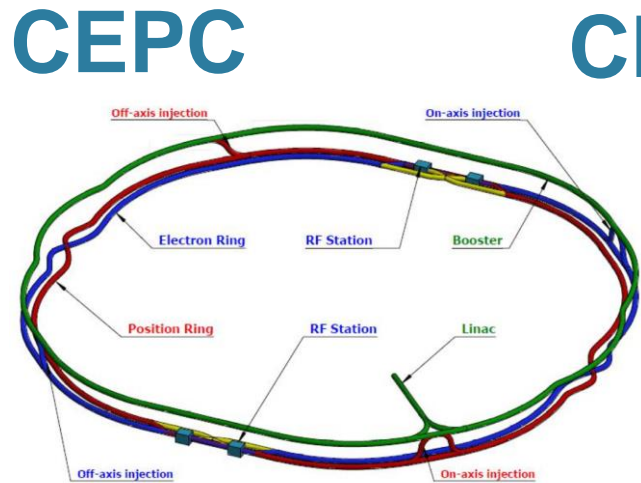 CEPC
Off-axis injection
On-axis injection
Electron Ring
RF Station
Booster
Position Ring
RF Station
Linac
Off-axis injection
On-axis injection